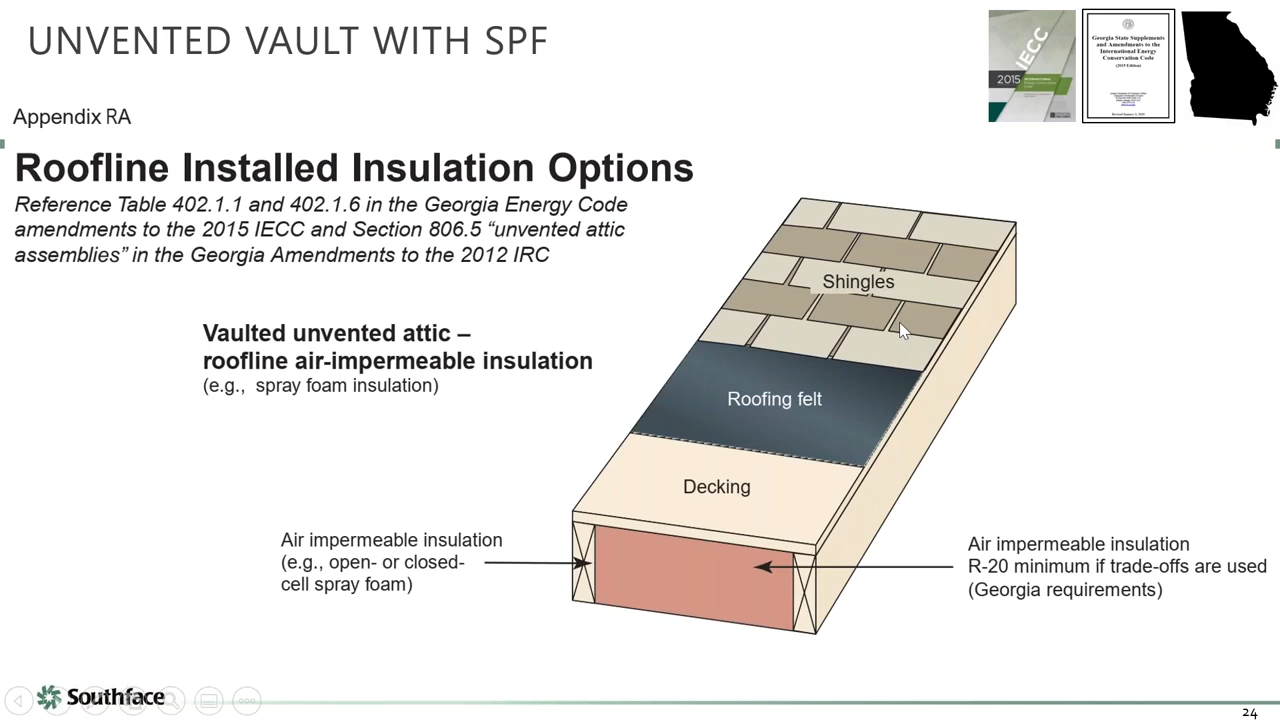 UNVENTED VAULT WITH SPF
IECC
2015
Georgia State Supplements
and Amendments to the
International Energy
Conservation Code
(2015 Edition)
Appendix RA
Roofline Installed Insulation Options
Reference Table 402.1.1 and 402.1.6 in the Georgia Energy Code
amendments to the 2015 IECC and Section 806.5 “unvented attic
assemblies” in the Georgia Amendments to the 2012 IRC
Vaulted unvented attic –
roofline air-impermeable insulation
(e.g., spray foam insulation)
Shingles
Roofing felt
Decking
Air impermeable insulation
(e.g., open- or closed-
cell spray foam)
Air impermeable insulation
R-20 minimum if trade-offs are used
(Georgia requirements)
Southface
24